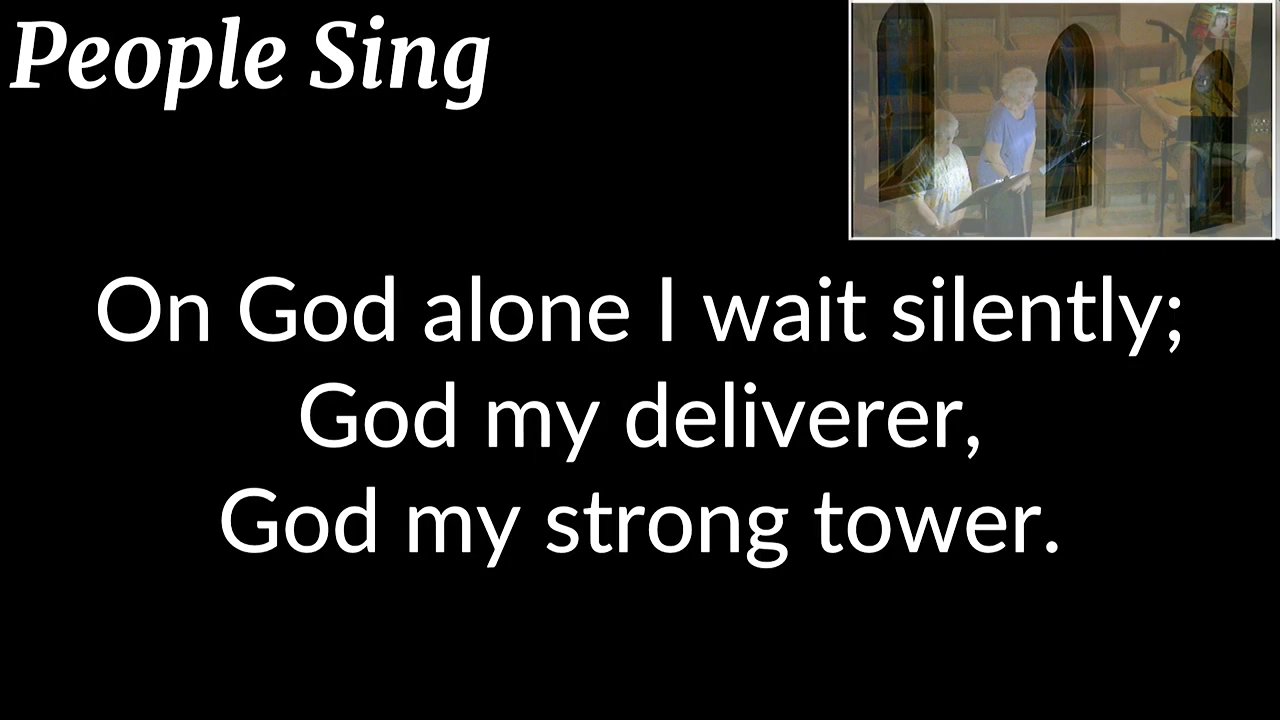 People Sing
On God alone I wait silently;
God my deliverer,
God my strong tower.